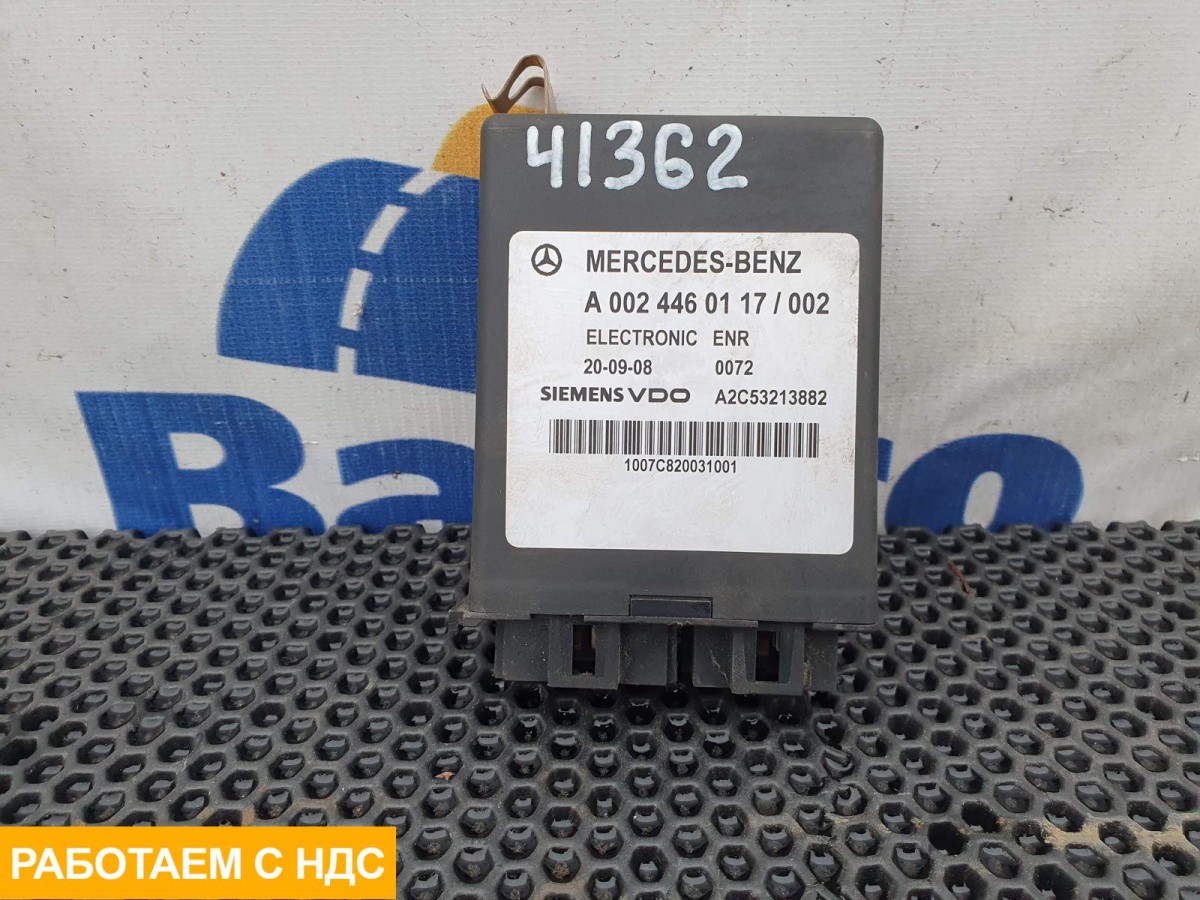 41362
MERCEDES-BENZ
A 002 446 01 17 / 002
ELECTRONIC ENR
20-09-08 0072
SIEMENS VDO A2C53213882
1007C820031001
РАБОТАЕМ С НДС